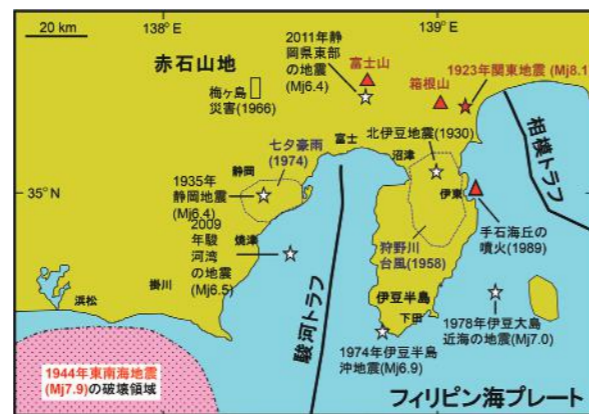 20 km
138°E
139°E
赤石山地
梅ヶ島
災害(1966)
2011年静
岡県東部
の地震
(Mj6.4)
富士山
箱根山
1923年関東地震(Mj8.1
七夕豪雨
(1974)
富士
沼津
北伊豆地震(1930)
相模トラフ
35°N
静岡
伊東
1935年
静岡地震
(Mj6.4)
2009
年駿
河湾
の地震
(Mj6.5)
焼津
手石海丘の
噴火(1989)
狩野川
台風(1958)
掛川
浜松
駿河トラフ
伊豆半島
下田
1978年伊豆大島
近海の地震(Mj7.0)
1974年伊豆半島
沖地震(Mj6.9)
1944年東南海地震
(Mj7.9)の破壊領域
フィリピン海プレート